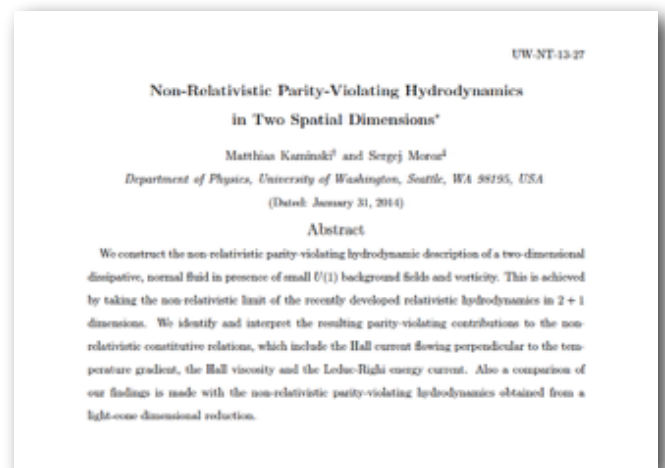 UW-NT-13-27
Non-Relativistic Parity-Violating Hydrodynamics
in Two Spatial Dimensions*
Matthias Kaminski† and Sergej Moroz‡
Department of Physics, University of Washington, Seattle, WA 98195, USA
(Dated: January 31, 2014)
Abstract
We construct the non-relativistic parity-violating hydrodynamic description of a two-dimensional
dissipative, normal fluid in presence of small U(1) background fields and vorticity. This is achieved
by taking the non-relativistic limit of the recently developed relativistic hydrodynamics in 2 + 1
dimensions. We identify and interpret the resulting parity-violating contributions to the non-
relativistic constitutive relations, which include the Hall current flowing perpendicular to the tem-
perature gradient, the Hall viscosity and the Leduc-Righi energy current. Also a comparison of
our findings is made with the non-relativistic parity-violating hydrodynamics obtained from a
light-cone dimensional reduction.